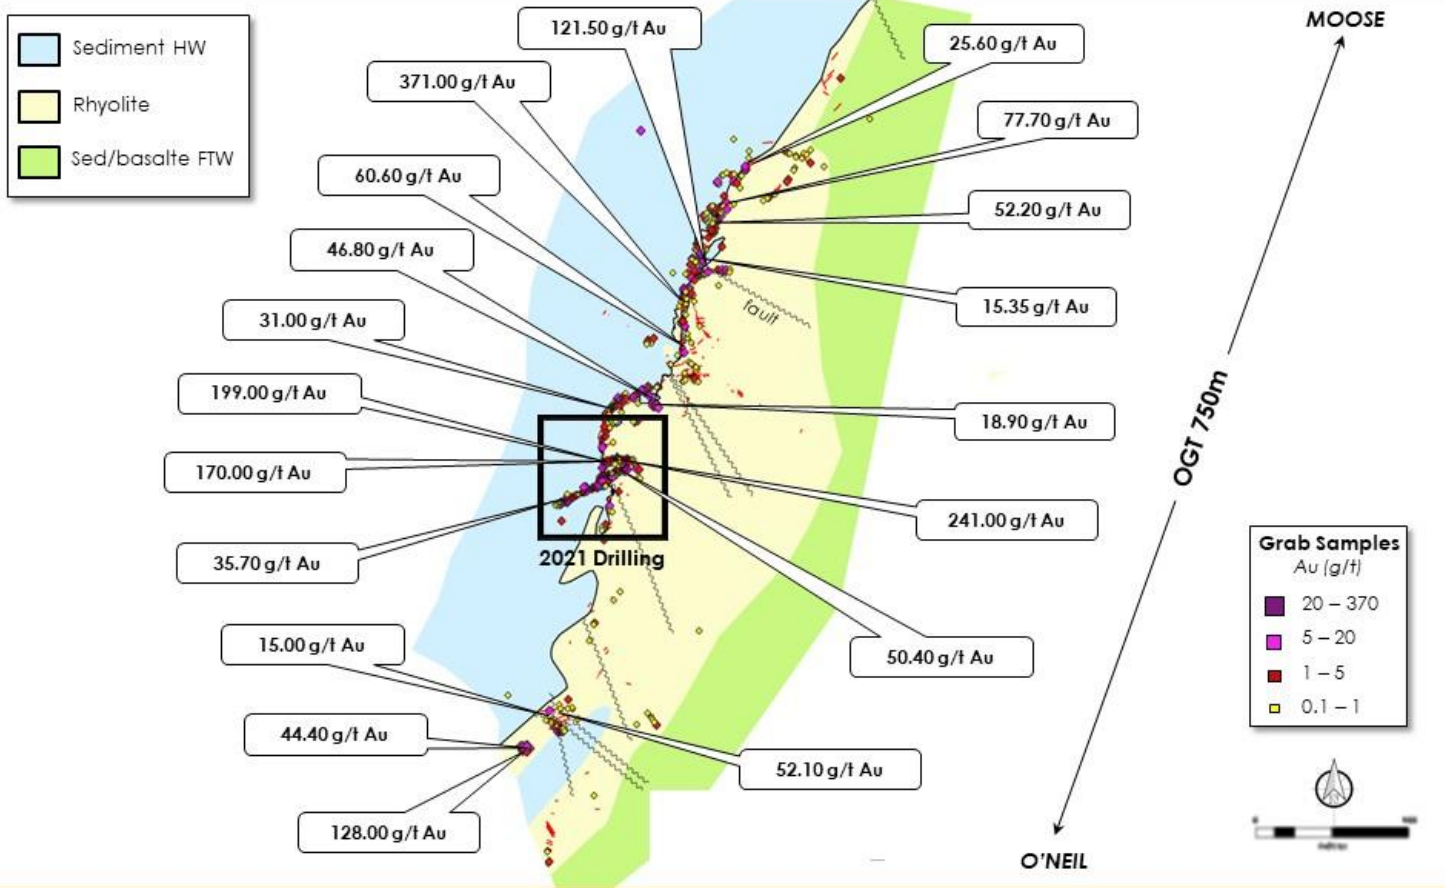 MOOSE
121.50 g/t Au
25.60 g/t Au
Sediment HW
371.00 g/t Au
Rhyolite
77.70 g/t Au
Sed/basalte FTW
60.60 g/t Au
52.20 g/t Au
46.80 g/t Au
15.35 g/t Au
fault
31.00 g/t Au
199.00 g/t Au
18.90 g/t Au
OGT 750m
170.00 g/t Au
241.00 g/t Au
35.70 g/t Au
2021 Drilling
Grab Samples
Au (g/t)
20 – 370
5 – 20
1 – 5
0.1 – 1
15.00 g/t Au
50.40 g/t Au
44.40 g/t Au
52.10 g/t Au
128.00 g/t Au
O'NEIL